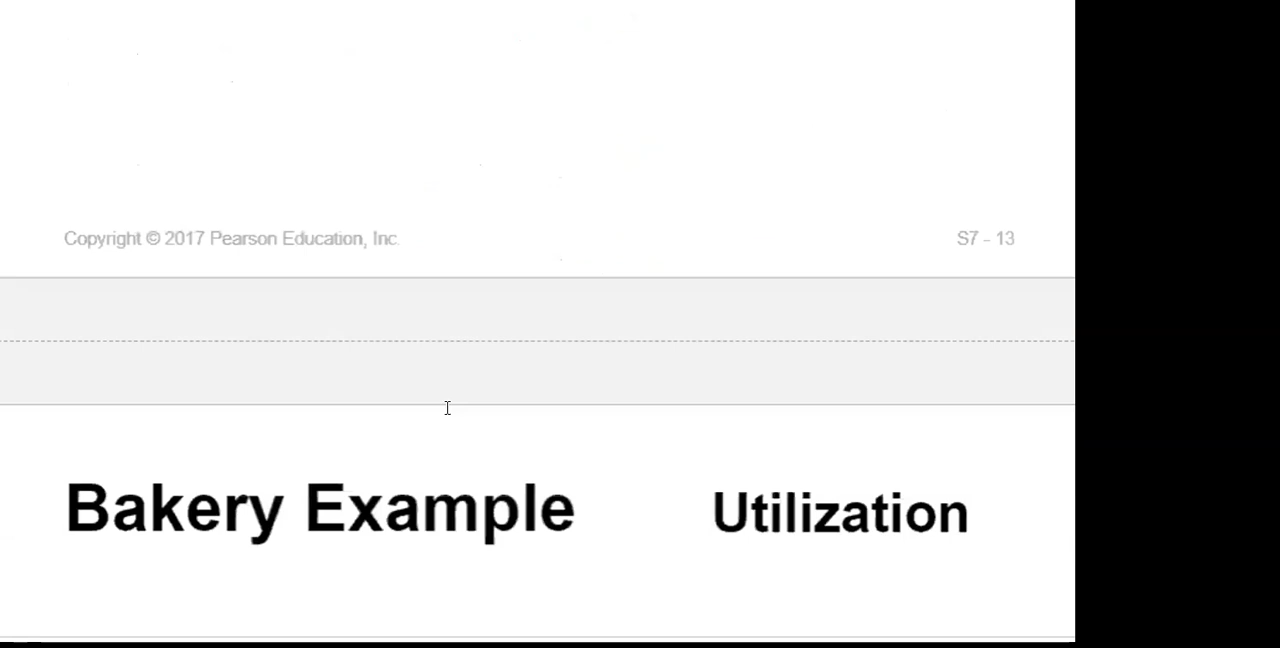 Copyright © 2017 Pearson Education, Inc.
S7 - 13
Bakery Example
Utilization